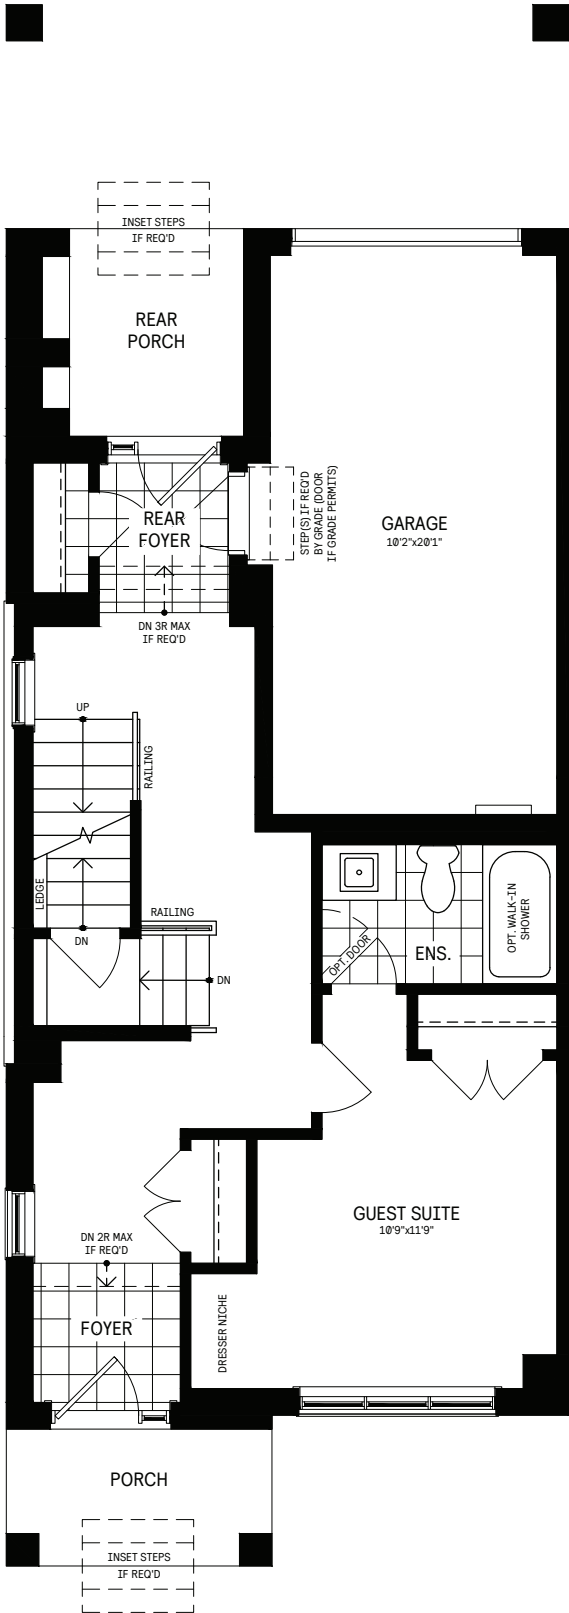 INSET STEPS
IF REQ'D
REAR
PORCH
REAR
FOYER
STEP(S) IF REQ'D
BY GRADE (DOOR
IF GRADE PERMITS)
GARAGE
10'2"x20'1"
DN 3R MAX
IF REQ'D
UP
RAILING
LEDGE
DN
RAILING
DN
OPT. DOOR
ENS.
OPT. WALK-IN
SHOWER
GUEST SUITE
10'9"x11'9"
DN 2R MAX
IF REQ'D
FOYER
DRESSER NICHE
PORCH
INSET STEPS
IF REQ'D